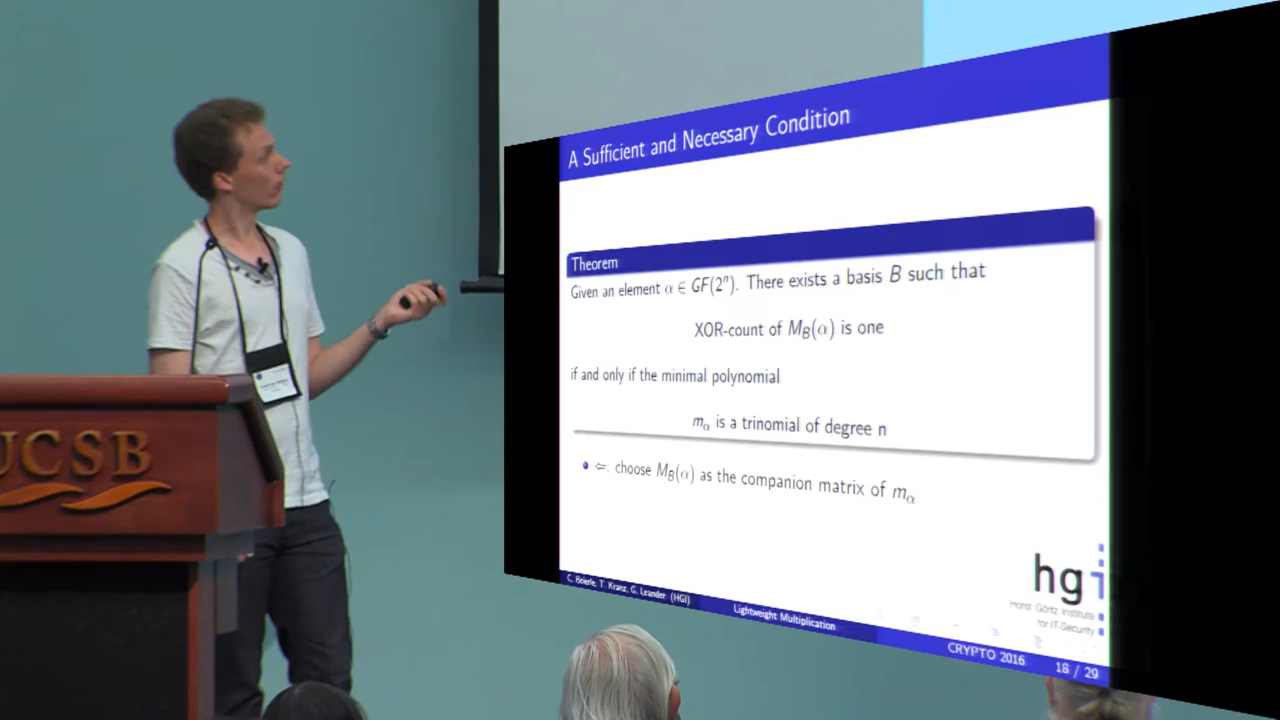 A Sufficient and Necessary Condition
Theorem
Given an element α ∈ GF(2ⁿ). There exists a basis B such that
XOR-count of M_B(α) is one
if and only if the minimal polynomial
m_α is a trinomial of degree n
⇐: choose M_B(α) as the companion matrix of m_α
hgi
Horst Görtz Institute
for IT-Security
C. Beierle, T. Kranz, G. Leander (HGI)
Lightweight Multiplication
CRYPTO 2016
18 / 29
UCSB